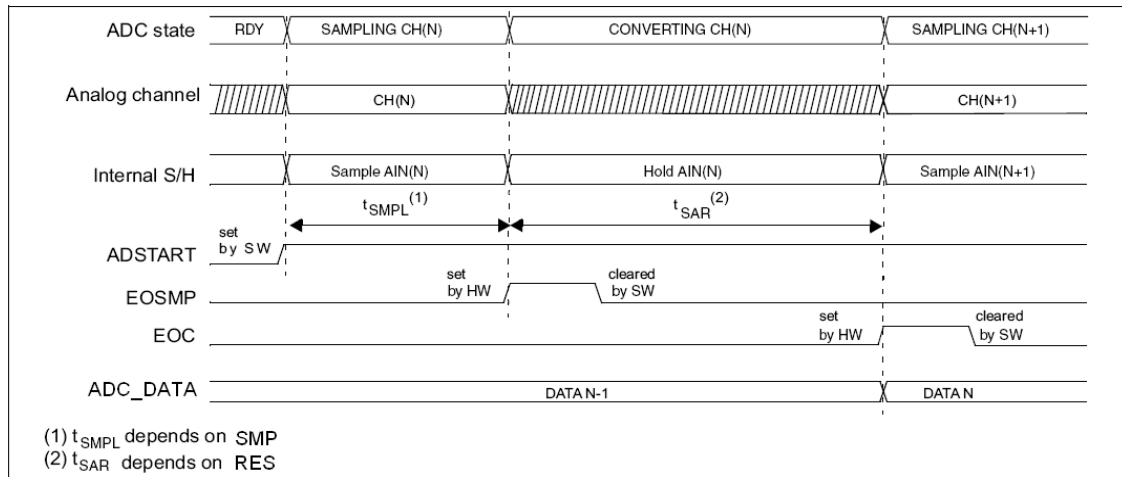 ADC state RDY SAMPLING CH(N) CONVERTING CH(N) SAMPLING CH(N+1)
Analog channel CH(N) CH(N+1)
Internal S/H Sample AIN(N) Hold AIN(N) Sample AIN(N+1)
tSMPL(1) tSAR(2)
set
by SW
ADSTART
set cleared
by HW by SW
EOSMP
set cleared
by HW by SW
EOC
ADC_DATA DATA N-1 DATA N
(1) tSMPL depends on SMP
(2) tSAR depends on RES